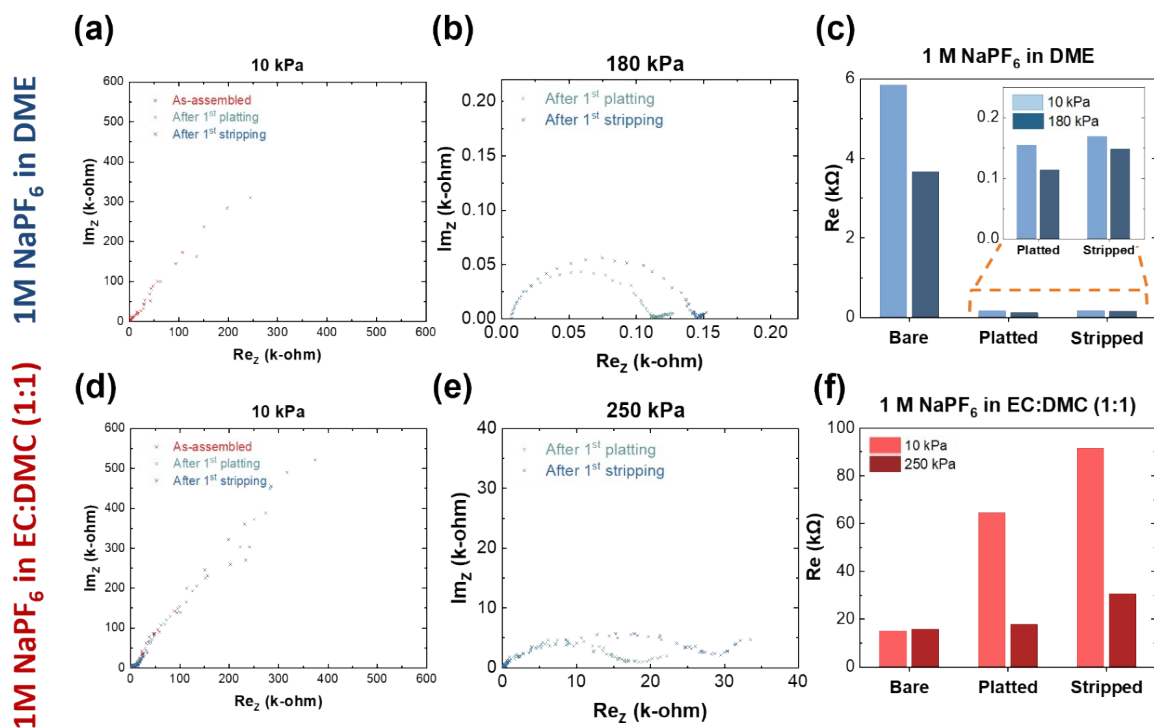 1M NaPF6 in DME
(a)
10 kPa
600
500
400
300
200
100
0
ImZ (k-ohm)
As-assembled
After 1st platting
After 1st stripping
0 100 200 300 400 500 600
ReZ (k-ohm)
(b)
180 kPa
0.20
0.15
0.10
0.05
0.00
ImZ (k-ohm)
After 1st platting
After 1st stripping
0.00 0.05 0.10 0.15 0.20
ReZ (k-ohm)
(c)
1 M NaPF6 in DME
6
4
2
0
Re (kΩ)
10 kPa
180 kPa
0.2
0.1
0.0
Platted Stripped
Bare Platted Stripped
1M NaPF6 in EC:DMC (1:1)
(d)
10 kPa
600
500
400
300
200
100
0
ImZ (k-ohm)
As-assembled
After 1st platting
After 1st stripping
0 100 200 300 400 500 600
ReZ (k-ohm)
(e)
250 kPa
40
35
30
25
20
15
10
5
0
ImZ (k-ohm)
After 1st platting
After 1st stripping
0 10 20 30 40
ReZ (k-ohm)
(f)
1 M NaPF6 in EC:DMC (1:1)
100
80
60
40
20
0
Re (kΩ)
10 kPa
250 kPa
Bare Platted Stripped